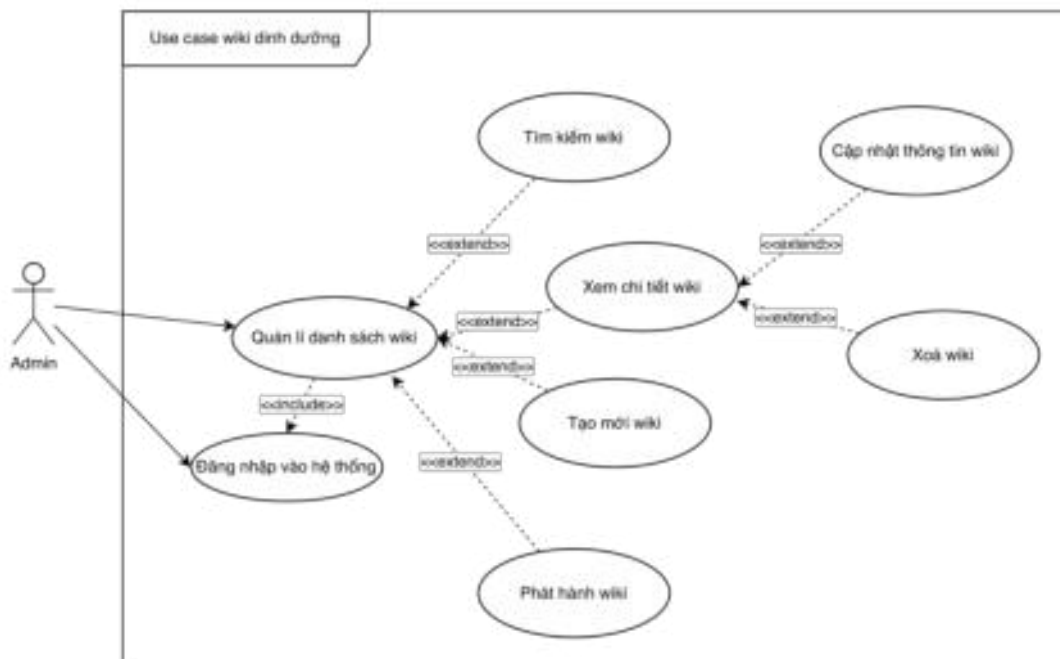 Use case wiki dinh dưỡng
Tìm kiếm wiki
Cập nhật thông tin wiki
<<extend>>
<<extend>>
Xem chi tiết wiki
<<extend>>
<<extend>>
Quản lí danh sách wiki
Admin
Xoá wiki
<<extend>>
<<include>>
Tạo mới wiki
Đăng nhập vào hệ thống
<<extend>>
Phát hành wiki